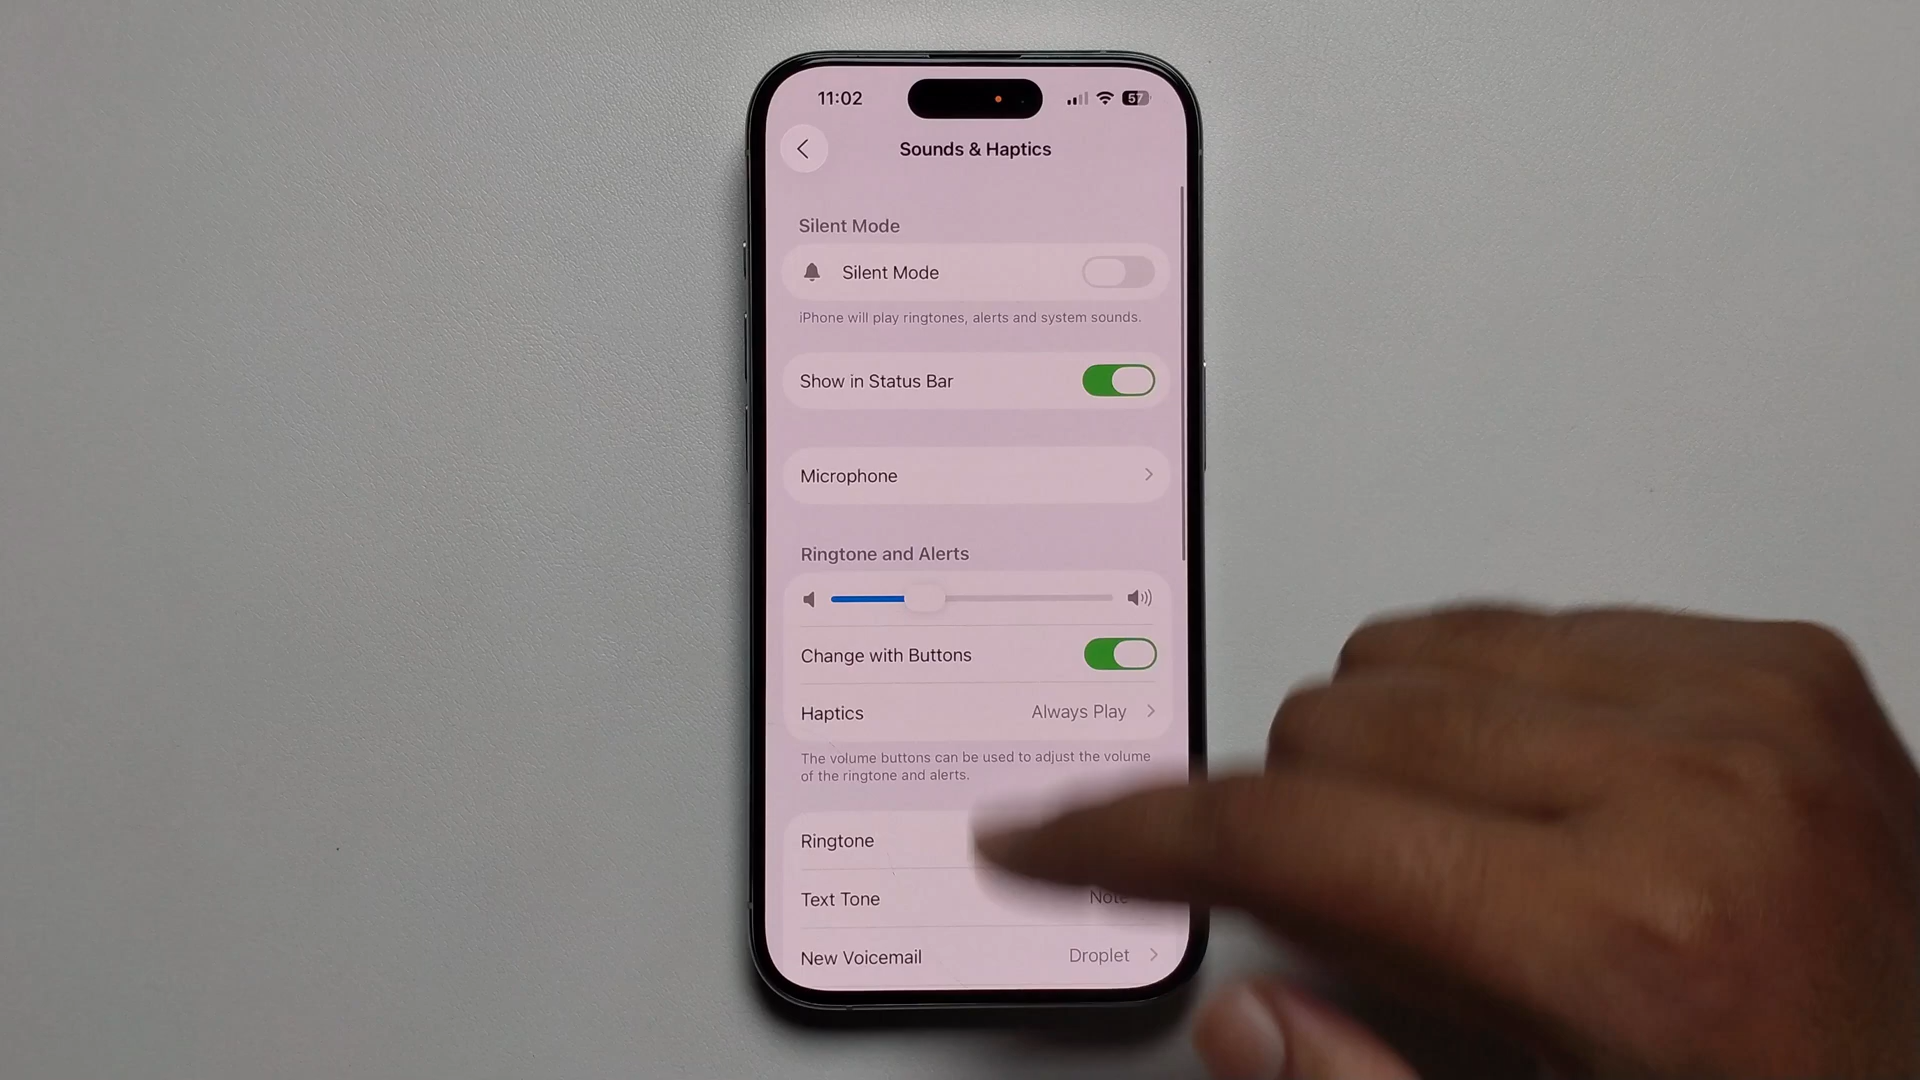 11:02
57
Sounds & Haptics
Silent Mode
Silent Mode
iPhone will play ringtones, alerts and system sounds.
Show in Status Bar
Microphone
Ringtone and Alerts
Change with Buttons
Haptics Always Play
The volume buttons can be used to adjust the volume
of the ringtone and alerts.
Ringtone
Text Tone Note
New Voicemail Droplet